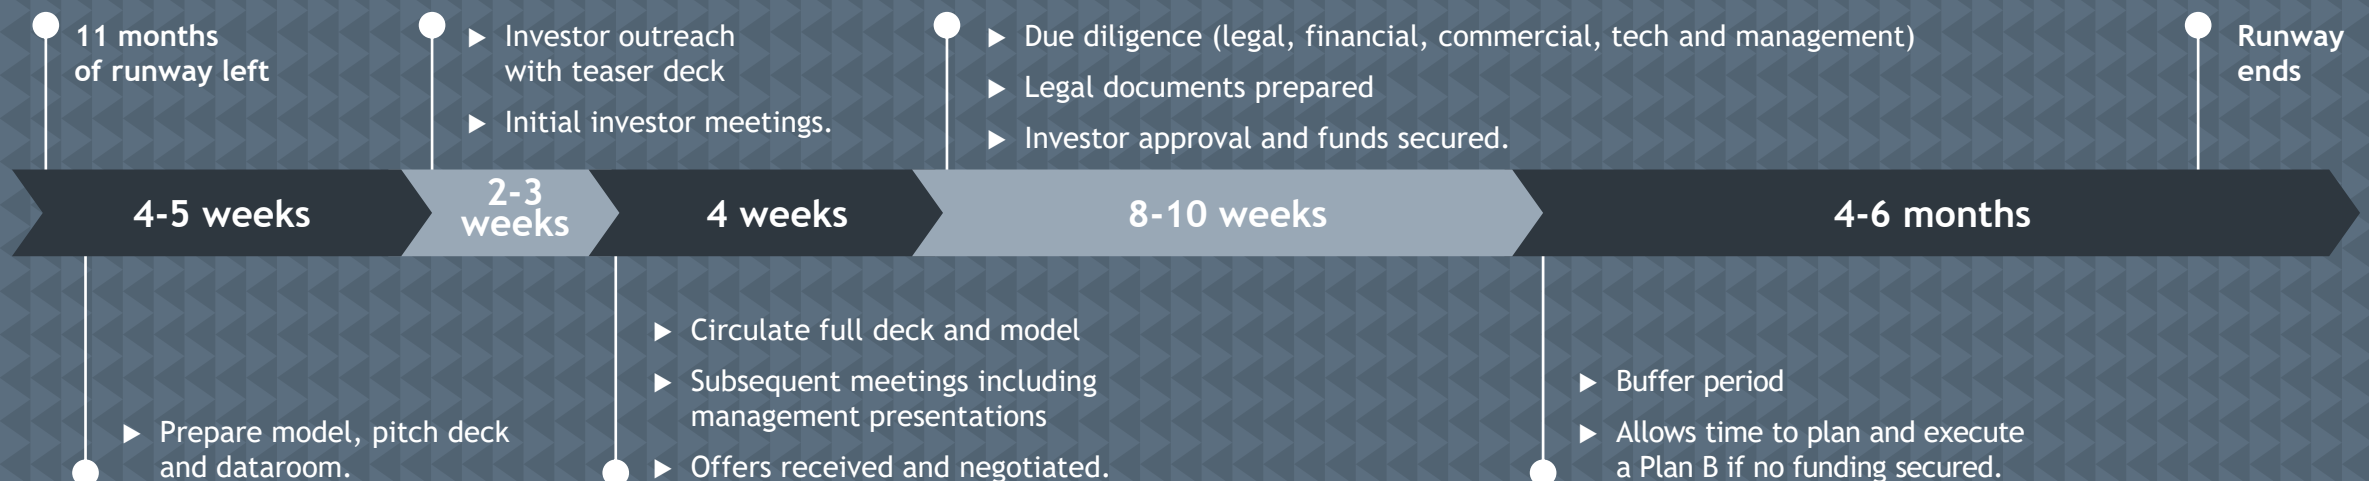 11 months
of runway left
▶ Investor outreach
with teaser deck
▶ Initial investor meetings.
▶ Due diligence (legal, financial, commercial, tech and management)
▶ Legal documents prepared
▶ Investor approval and funds secured.
Runway
ends
4-5 weeks
2-3
weeks
4 weeks
8-10 weeks
4-6 months
▶ Prepare model, pitch deck
and dataroom.
▶ Circulate full deck and model
▶ Subsequent meetings including
management presentations
▶ Offers received and negotiated.
▶ Buffer period
▶ Allows time to plan and execute
a Plan B if no funding secured.